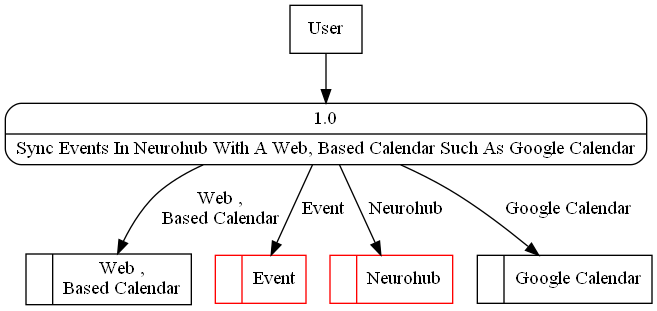 User
1.0
Sync Events In Neurohub With A Web, Based Calendar Such As Google Calendar
Web ,
Based Calendar
Event
Neurohub
Google Calendar
Web ,
Based Calendar
Event
Neurohub
Google Calendar